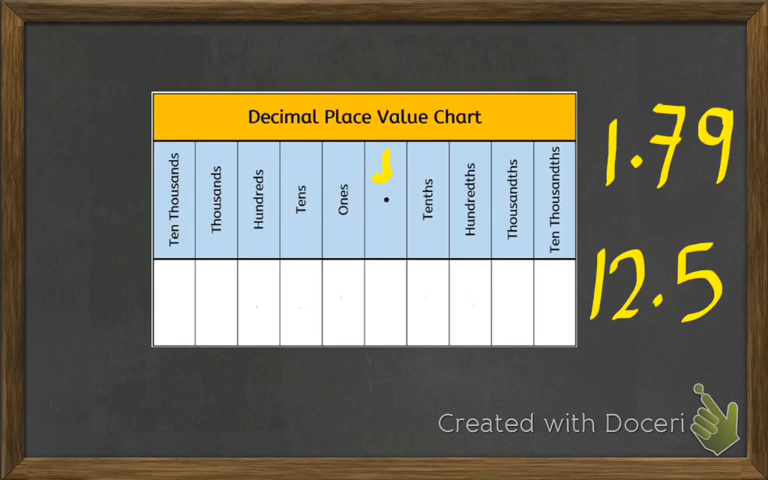 Decimal Place Value Chart
Ten Thousands
Thousands
Hundreds
Tens
Ones
.
Tenths
Hundredths
Thousandths
Ten Thousandths
1.79
12.5
Created with Doceri